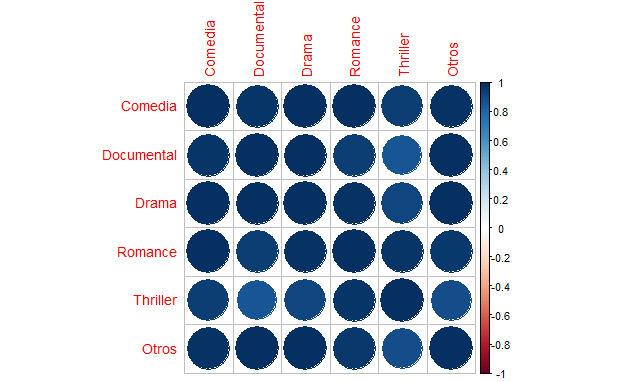 Comedia
Documental
Drama
Romance
Thriller
Otros
Comedia
Documental
Drama
Romance
Thriller
Otros
1
0.8
0.6
0.4
0.2
0
-0.2
-0.4
-0.6
-0.8
-1